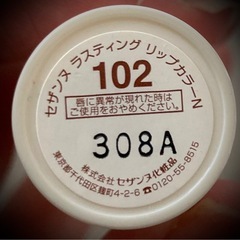 セザンヌ ラスティング リップカラーN
102
唇に異常が現れた時は
ご使用をおやめください。
308A
株式会社 セザンヌ化粧品
東京都千代田区麹町4-2-6 ☎0120-55-8515